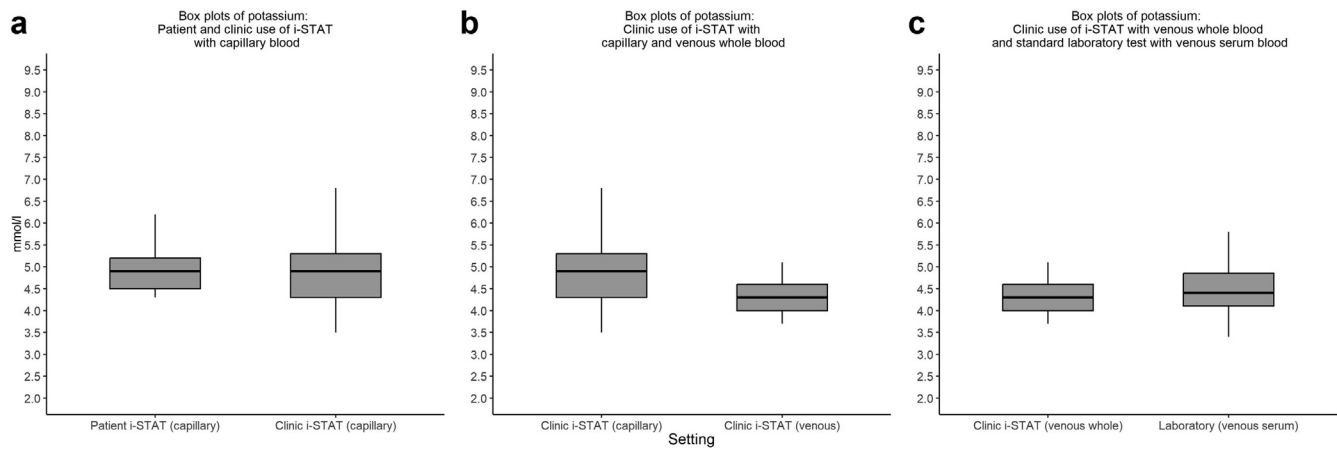 a
Box plots of potassium:
Patient and clinic use of i-STAT
with capillary blood
9.5
9.0
8.5
8.0
7.5
7.0
6.5
6.0
5.5
5.0
4.5
4.0
3.5
3.0
2.5
2.0
mmol/l
Patient i-STAT (capillary) Clinic i-STAT (capillary)
b
Box plots of potassium:
Clinic use of i-STAT with
capillary and venous whole blood
9.5
9.0
8.5
8.0
7.5
7.0
6.5
6.0
5.5
5.0
4.5
4.0
3.5
3.0
2.5
2.0
Clinic i-STAT (capillary) Clinic i-STAT (venous)
Setting
c
Box plots of potassium:
Clinic use of i-STAT with venous whole blood
and standard laboratory test with venous serum blood
9.5
9.0
8.5
8.0
7.5
7.0
6.5
6.0
5.5
5.0
4.5
4.0
3.5
3.0
2.5
2.0
Clinic i-STAT (venous whole) Laboratory (venous serum)